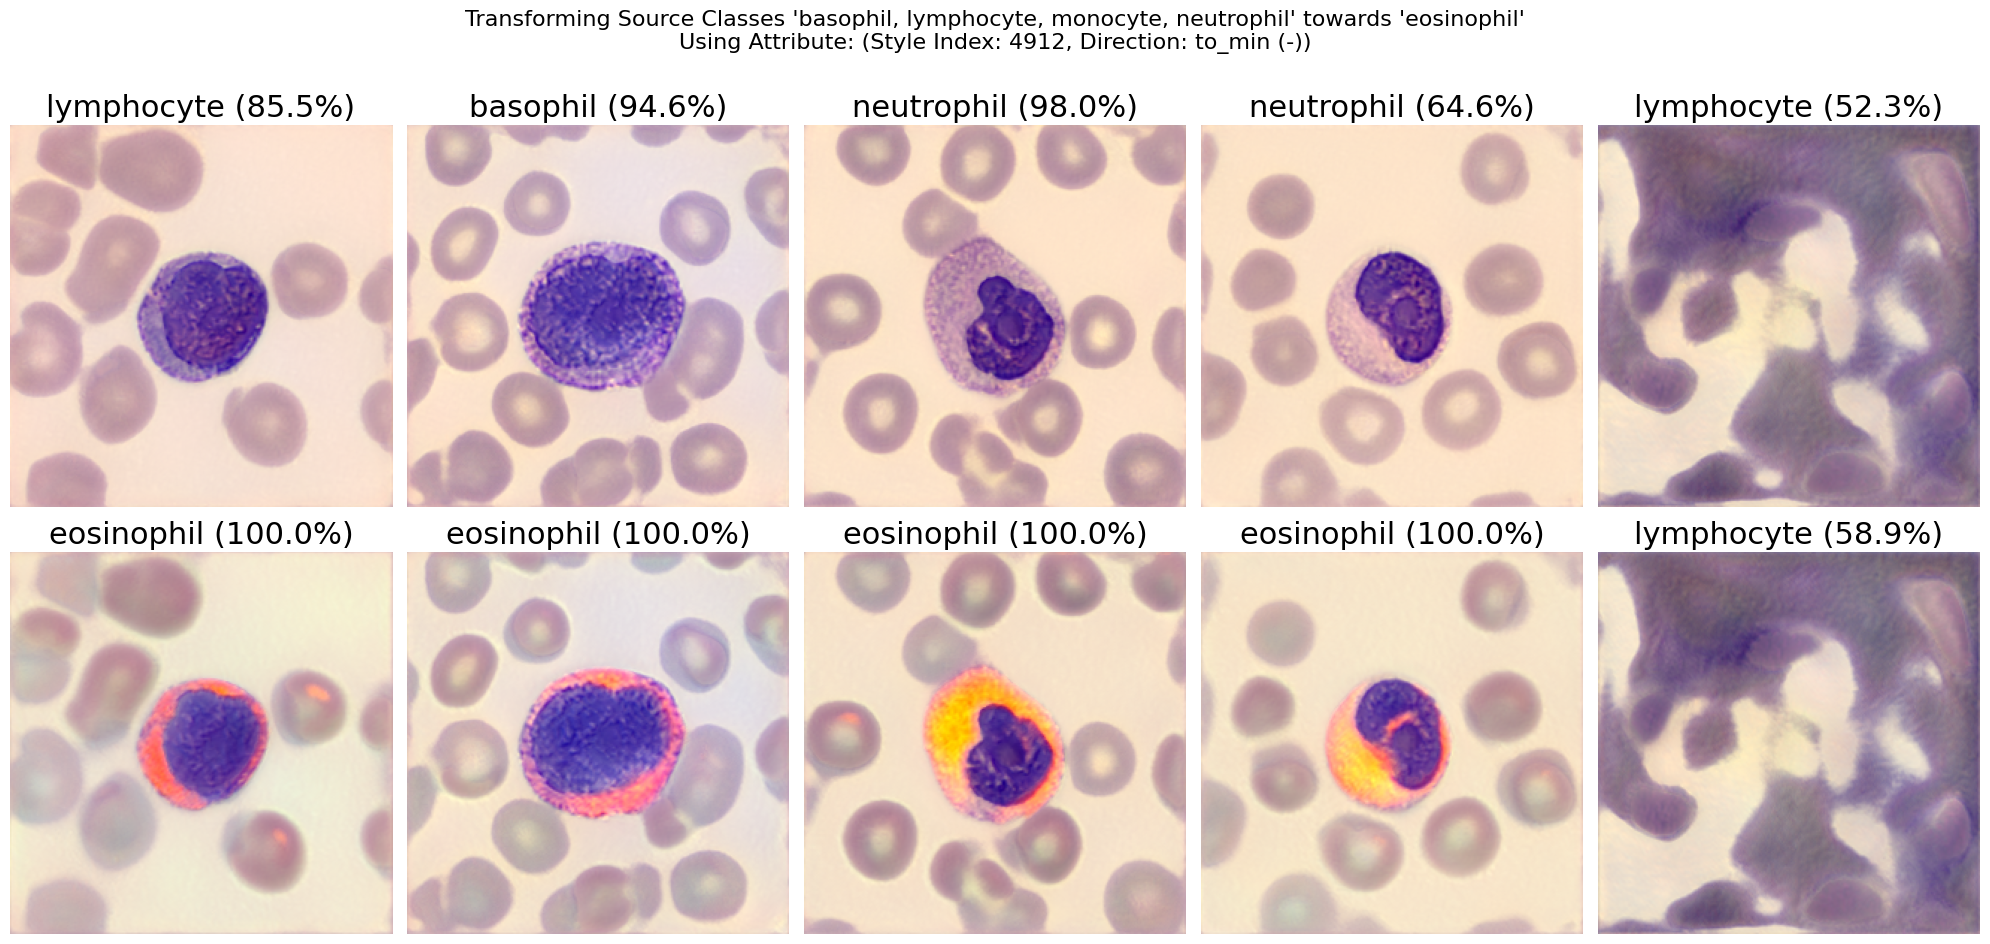 Transforming Source Classes 'basophil, lymphocyte, monocyte, neutrophil' towards 'eosinophil'
Using Attribute: (Style Index: 4912, Direction: to_min (-))
lymphocyte (85.5%)
basophil (94.6%)
neutrophil (98.0%)
neutrophil (64.6%)
lymphocyte (52.3%)
eosinophil (100.0%)
eosinophil (100.0%)
eosinophil (100.0%)
eosinophil (100.0%)
lymphocyte (58.9%)